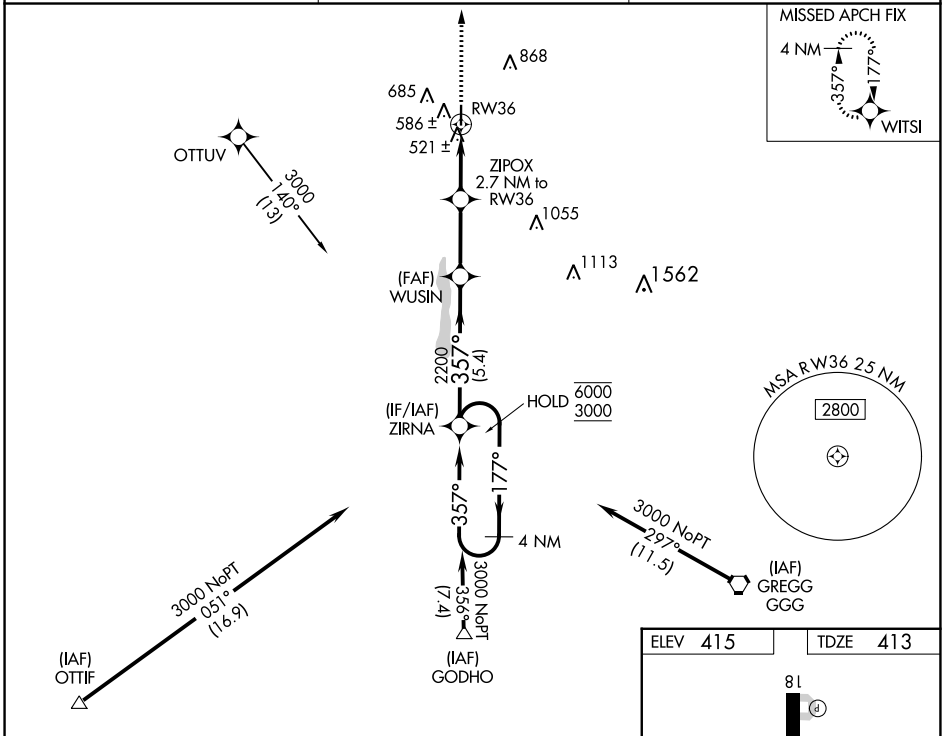 MISSED APCH FIX
4 NM
357°
177°
WITSI
868
685
586 ±
521 ±
RW36
OTTUV
3000
140°
(13)
ZIPOX
2.7 NM to
RW36
1055
1113
1562
(FAF)
WUSIN
2200
357°
(5.4)
(IF/IAF)
ZIRNA
HOLD
6000
3000
177°
357°
4 NM
MSA RW36 25 NM
2800
3000 NoPT
297°
(11.5)
(IAF)
GREGG
GGG
3000 NoPT
356°
(7.4)
(IAF)
GODHO
3000 NoPT
051°
(16.9)
(IAF)
OTTIF
ELEV 415
TDZE 413
18
P